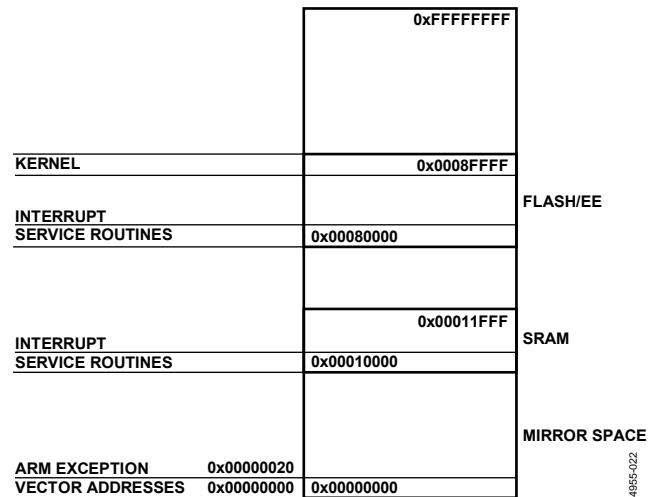 0xFFFFFFFF
KERNEL 0x0008FFFF
FLASH/EE
INTERRUPT
SERVICE ROUTINES 0x00080000
0x00011FFF
SRAM
INTERRUPT
SERVICE ROUTINES 0x00010000
MIRROR SPACE
ARM EXCEPTION 0x00000020
VECTOR ADDRESSES 0x00000000 0x00000000
4955-022